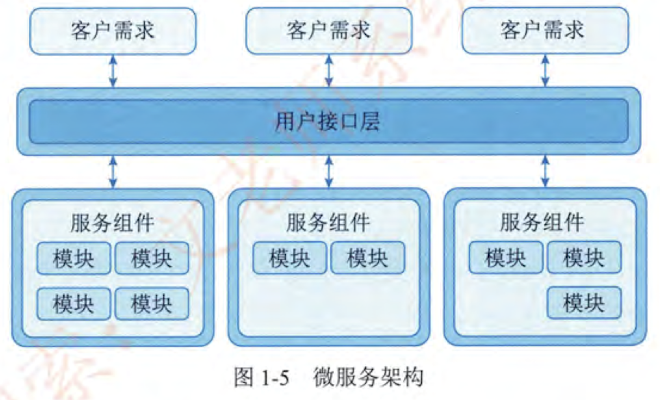 客户需求 客户需求 客户需求
用户接口层
服务组件 服务组件 服务组件
模块 模块 模块 模块 模块 模块
模块 模块 模块
图 1-5 微服务架构